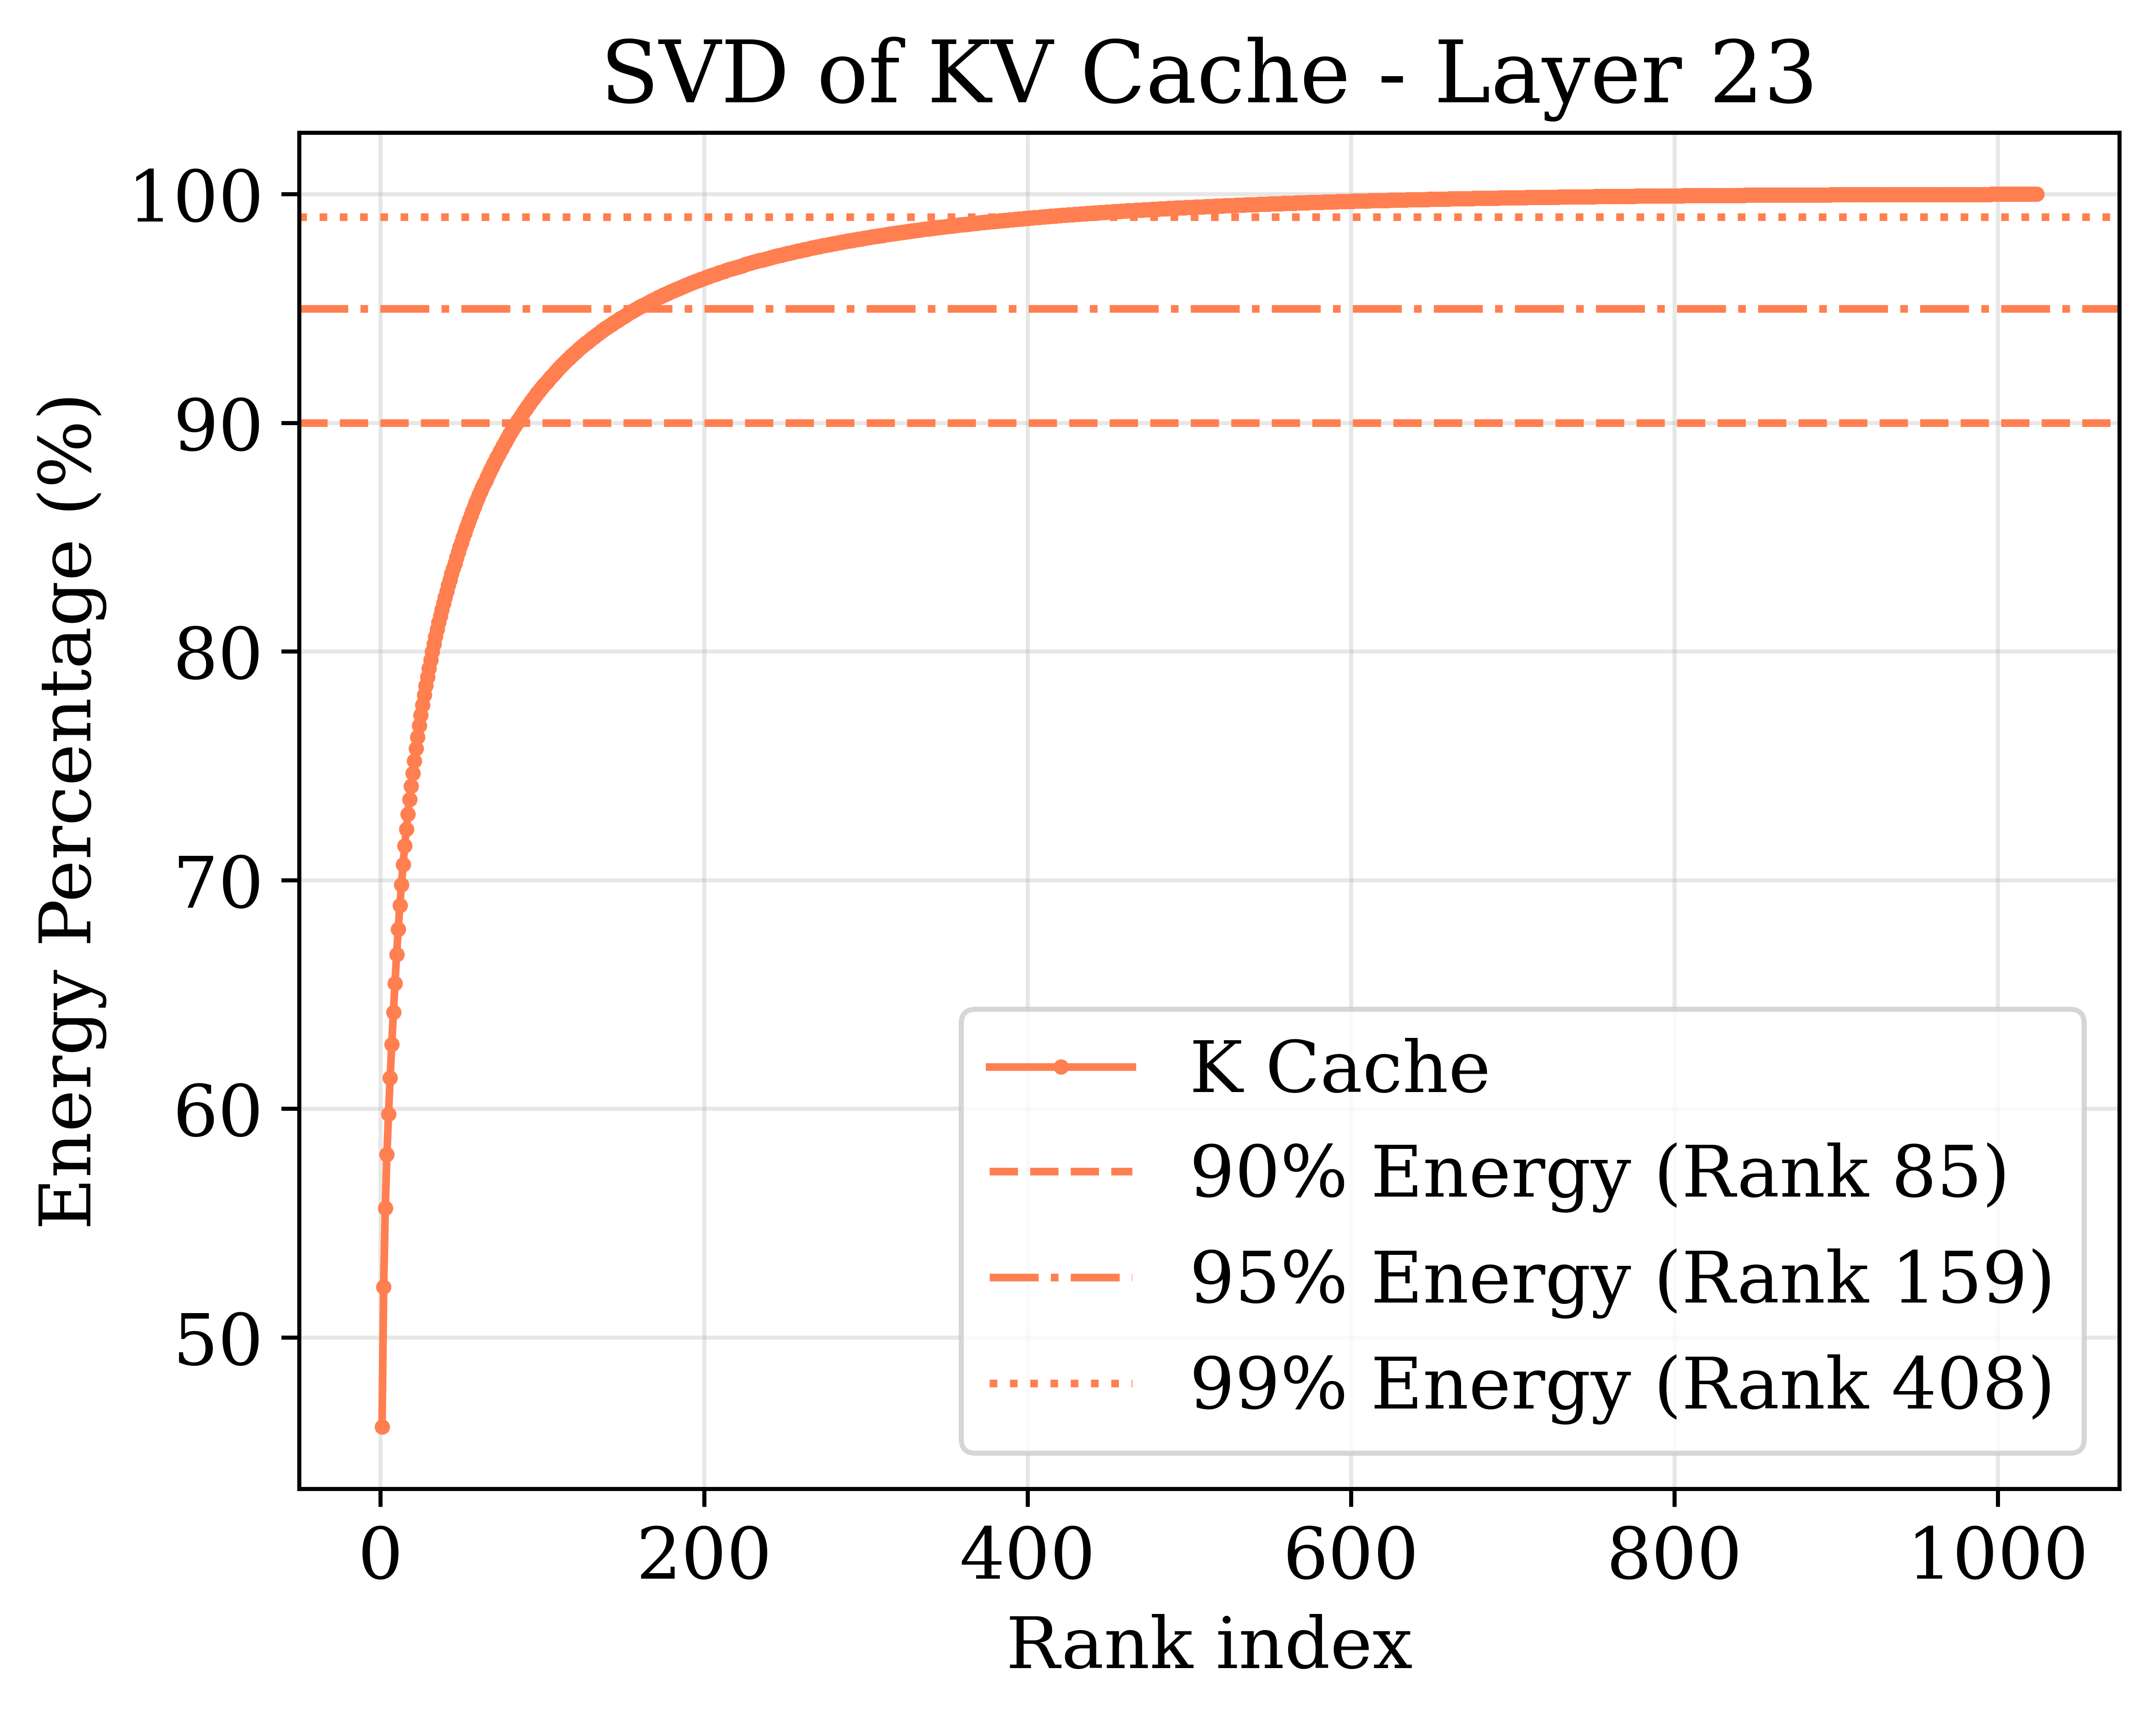 SVD of KV Cache - Layer 23
Energy Percentage (%)
100
90
80
70
60
50
K Cache
90% Energy (Rank 85)
95% Energy (Rank 159)
99% Energy (Rank 408)
0 200 400 600 800 1000
Rank index